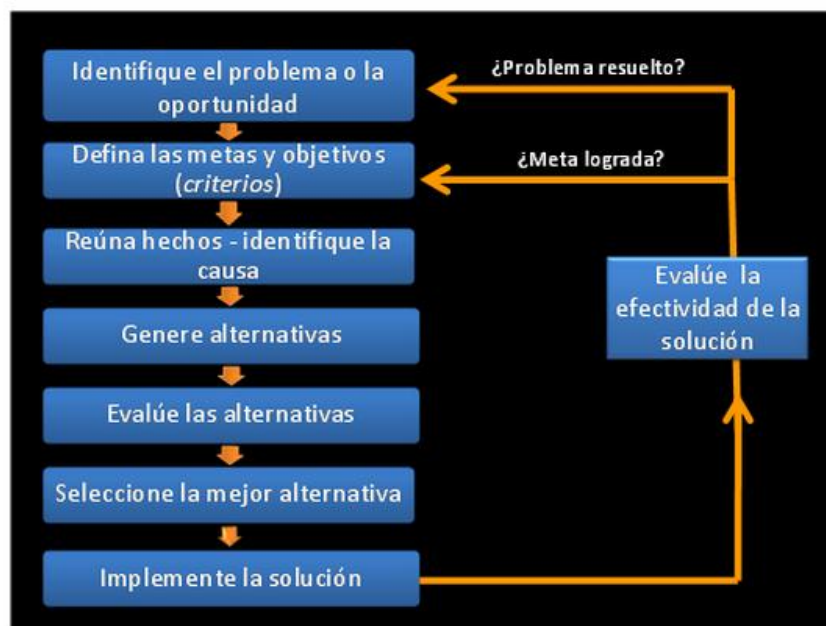 Identifique el problema o la
oportunidad
Defina las metas y objetivos
(criterios)
Reúna hechos - identifique la
causa
Genere alternativas
Evalúe las alternativas
Seleccione la mejor alternativa
Implemente la solución
¿Problema resuelto?
¿Meta lograda?
Evalúe la
efectividad de la
solución